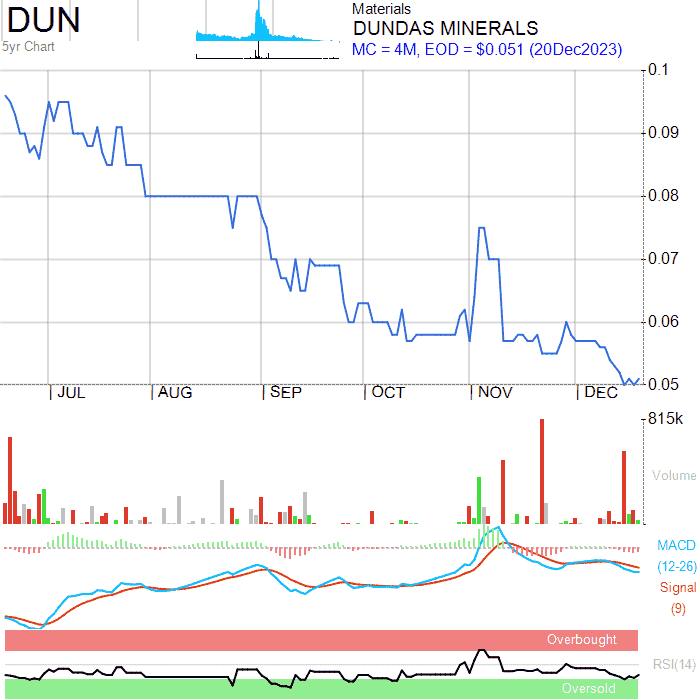 DUN
5yr Chart
Materials
DUNDAS MINERALS
MC = 4M, EOD = $0.051 (20Dec2023)
0.1
0.09
0.08
0.07
0.06
0.05
JUL AUG SEP OCT NOV DEC
815k
Volume
MACD
(12-26)
Signal
(9)
Overbought
RSI(14)
Oversold